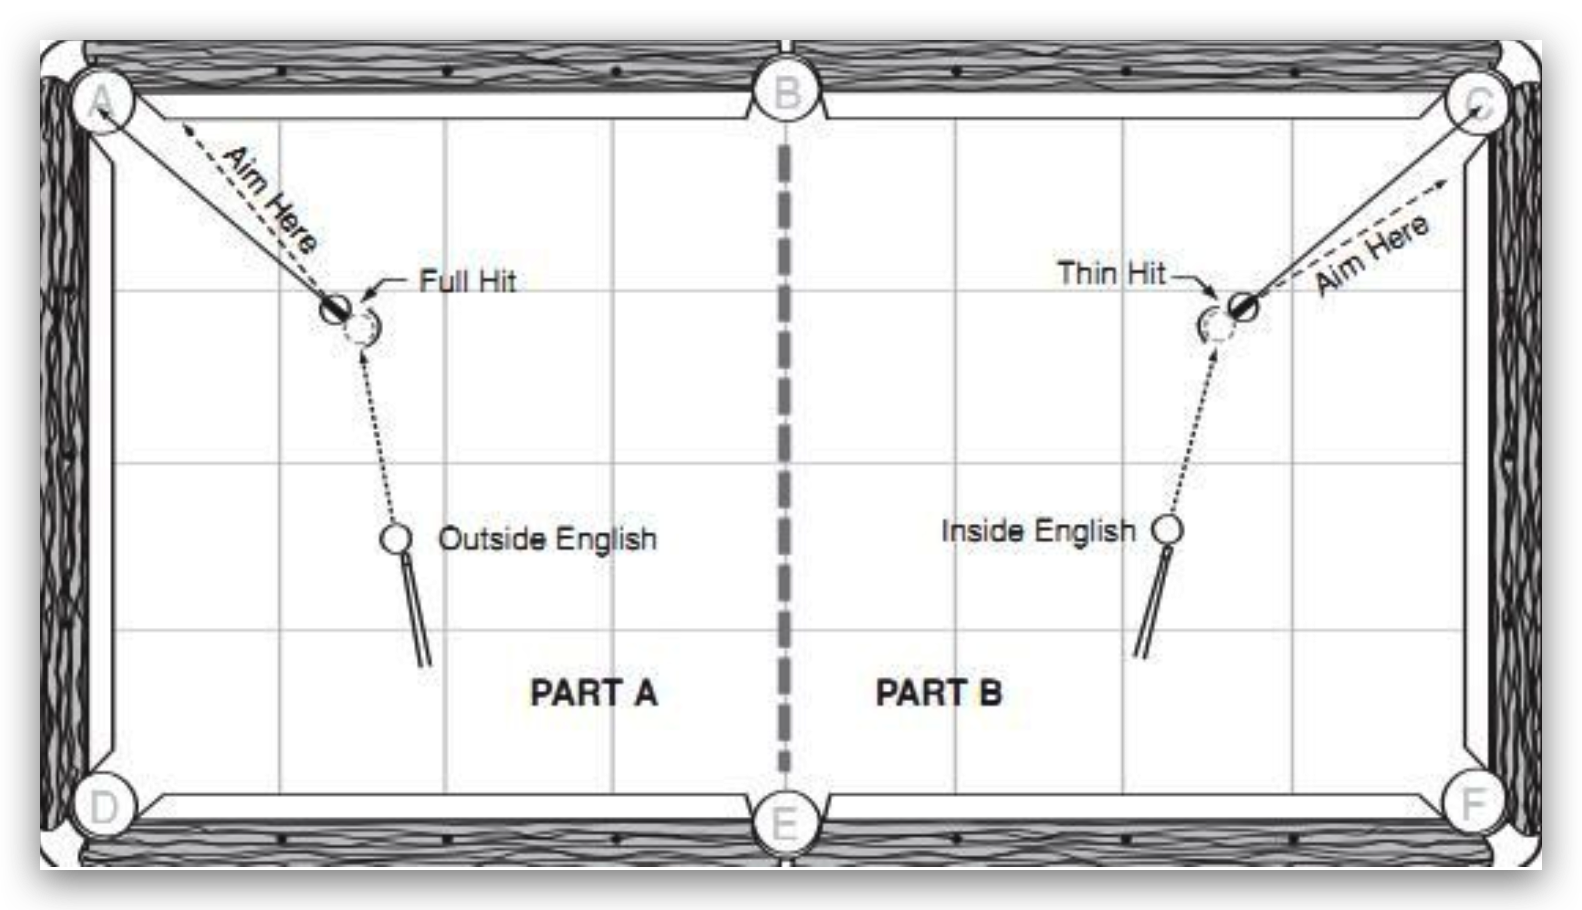 A
B
C
Aim Here
Full Hit
Thin Hit
Aim Here
Outside English
Inside English
PART A
PART B
D
E
F